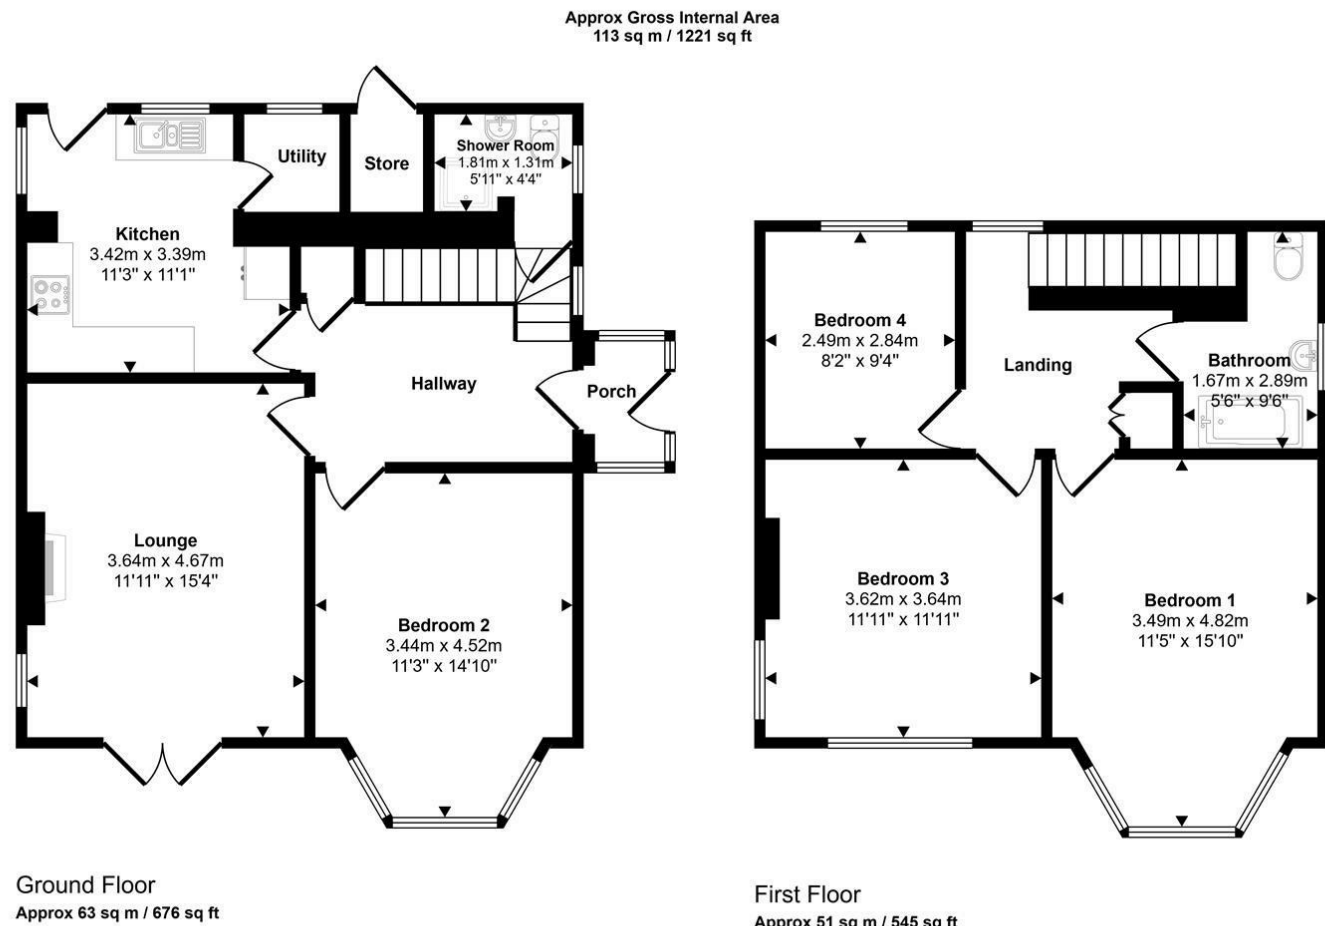 Approx Gross Internal Area
113 sq m / 1221 sq ft
Utility
Store
Shower Room
1.81m x 1.31m
5'11" x 4'4"
Kitchen
3.42m x 3.39m
11'3" x 11'1"
Hallway
Porch
Lounge
3.64m x 4.67m
11'11" x 15'4"
Bedroom 2
3.44m x 4.52m
11'3" x 14'10"
Ground Floor
Approx 63 sq m / 676 sq ft
Bedroom 4
2.49m x 2.84m
8'2" x 9'4"
Landing
Bathroom
1.67m x 2.89m
5'6" x 9'6"
Bedroom 3
3.62m x 3.64m
11'11" x 11'11"
Bedroom 1
3.49m x 4.82m
11'5" x 15'10"
First Floor
Approx 51 sq m / 545 sq ft